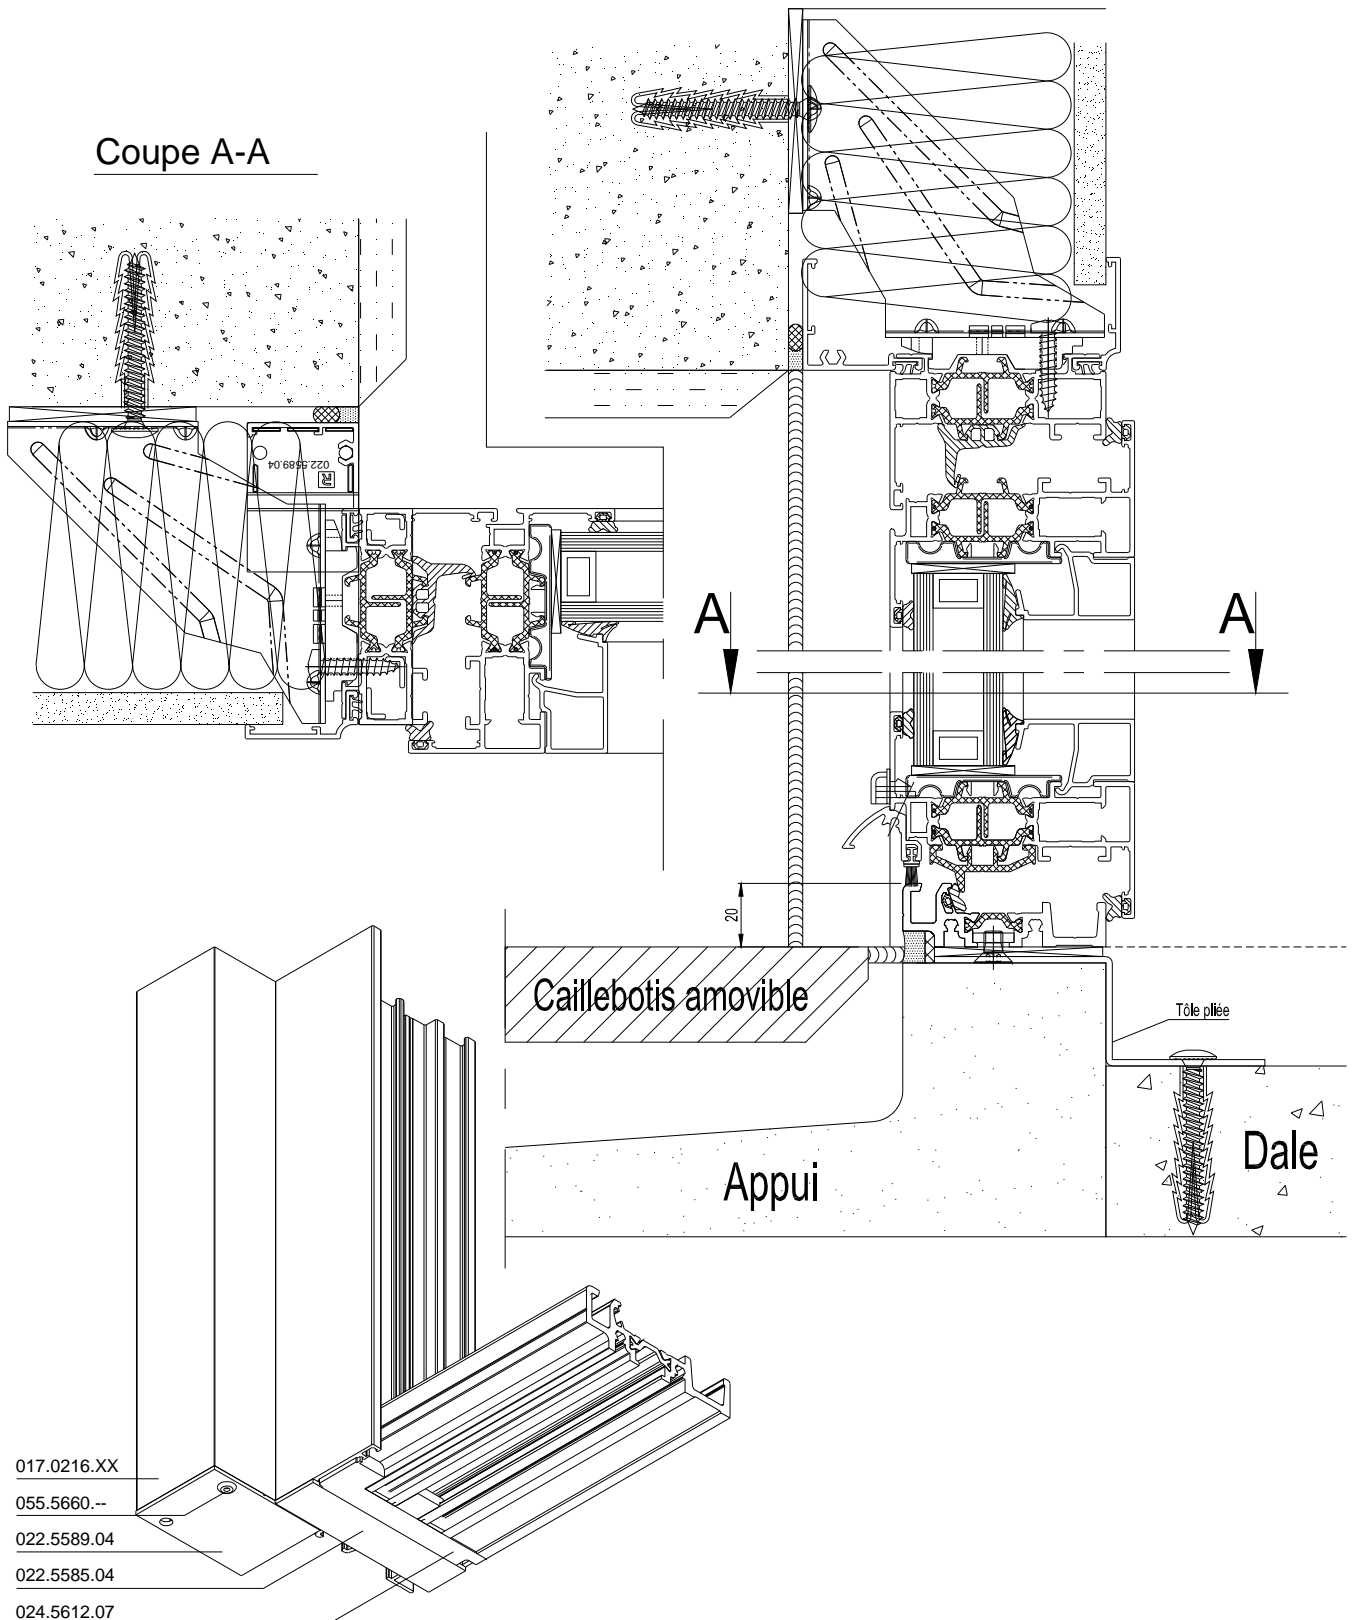 Coupe A-A
022.5589.04
R
A
A
20
Caillebotis amovible
Tôle pliée
Appui
Dale
017.0216.XX
055.5660.--
022.5589.04
022.5585.04
024.5612.07